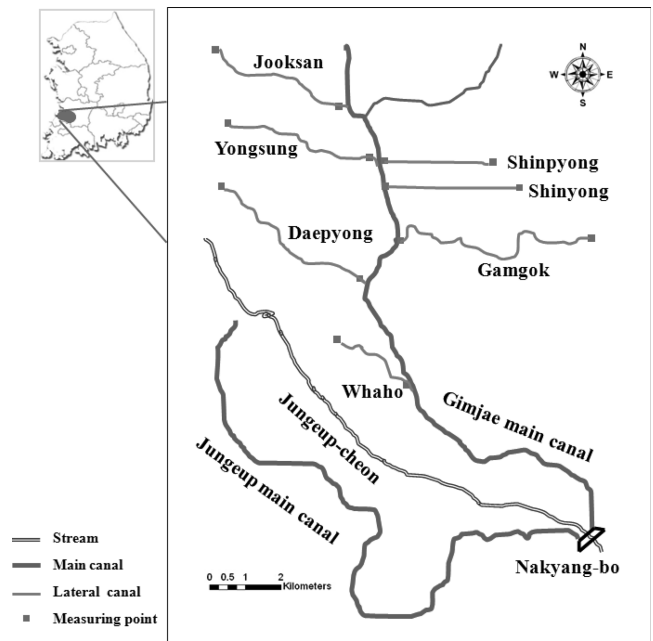 N
W E
S
Jooksan
Yongsung
Shinpyong
Shinyong
Daepyong
Gamgok
Whaho
Gimjae main canal
Jungeup-cheon
Jungeup main canal
Nakyang-bo
Stream
Main canal
Lateral canal
Measuring point
0 0.5 1 2
Kilometers